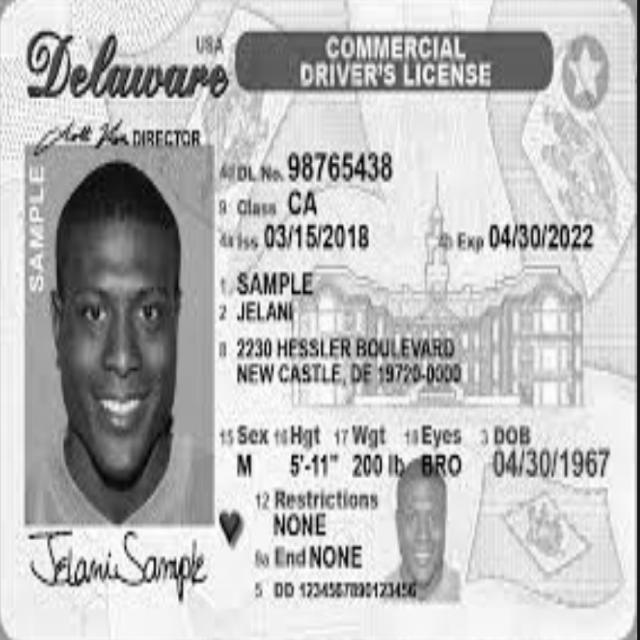 Delaware USA
COMMERCIAL
DRIVER'S LICENSE
DIRECTOR
SAMPLE
4d DL No. 98765438
9 Class CA
4a Iss 03/15/2018 4b Exp 04/30/2022
1 SAMPLE
2 JELANI
8 2230 HESSLER BOULEVARD
NEW CASTLE, DE 19720-0000
15 Sex 16 Hgt 17 Wgt 18 Eyes 3 DOB
M 5'-11" 200 lb BRO 04/30/1967
12 Restrictions
NONE
9a End NONE
5 DD 1234567890123456
Jelani Sample